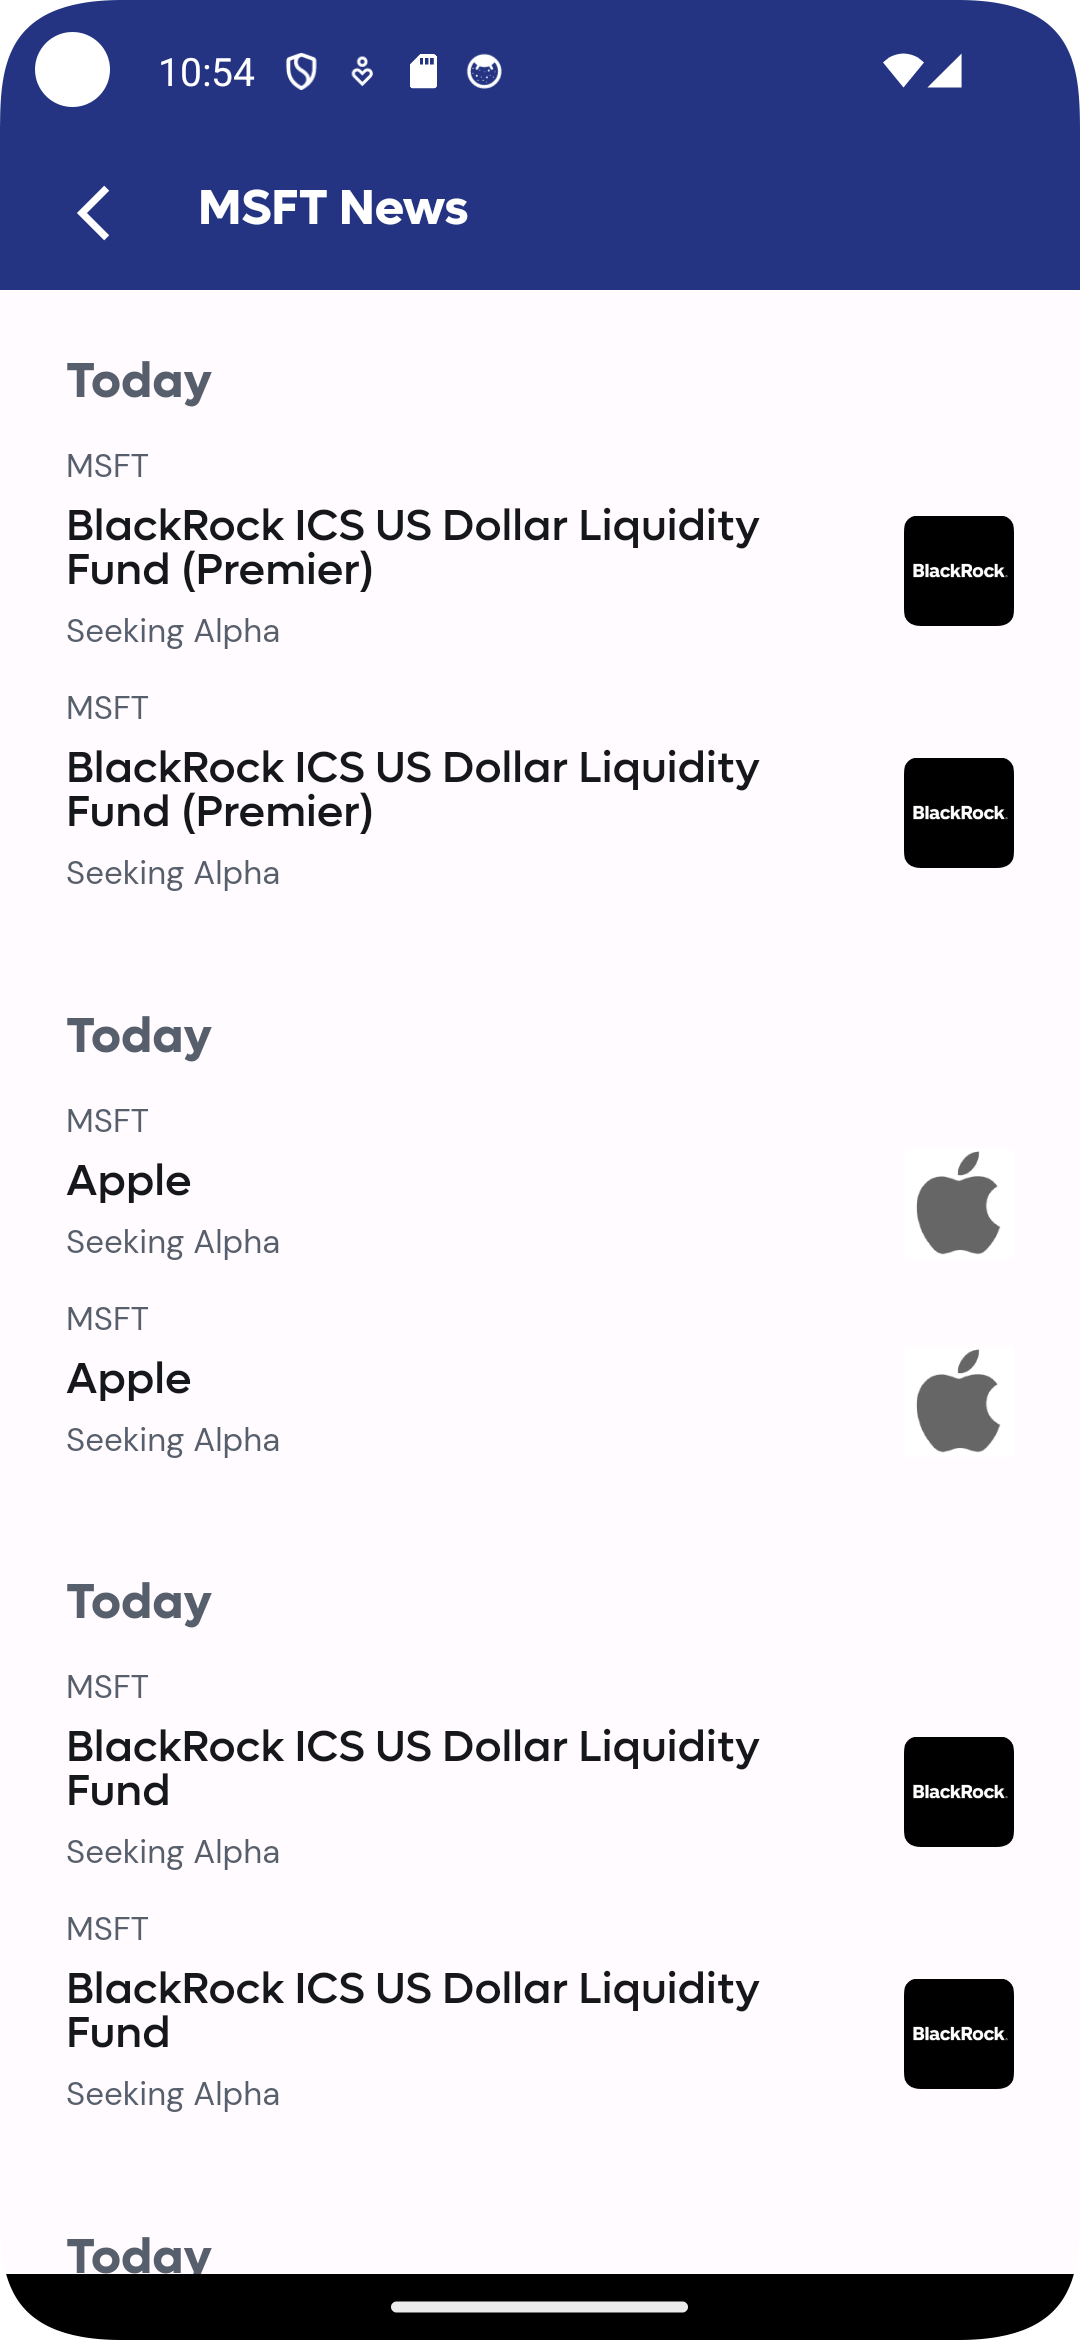 10:54
MSFT News
Today
MSFT
BlackRock ICS US Dollar Liquidity
Fund (Premier)
BlackRock.
Seeking Alpha
MSFT
BlackRock ICS US Dollar Liquidity
Fund (Premier)
BlackRock.
Seeking Alpha
Today
MSFT
Apple
Seeking Alpha
MSFT
Apple
Seeking Alpha
Today
MSFT
BlackRock ICS US Dollar Liquidity
Fund
BlackRock.
Seeking Alpha
MSFT
BlackRock ICS US Dollar Liquidity
Fund
BlackRock.
Seeking Alpha
Today